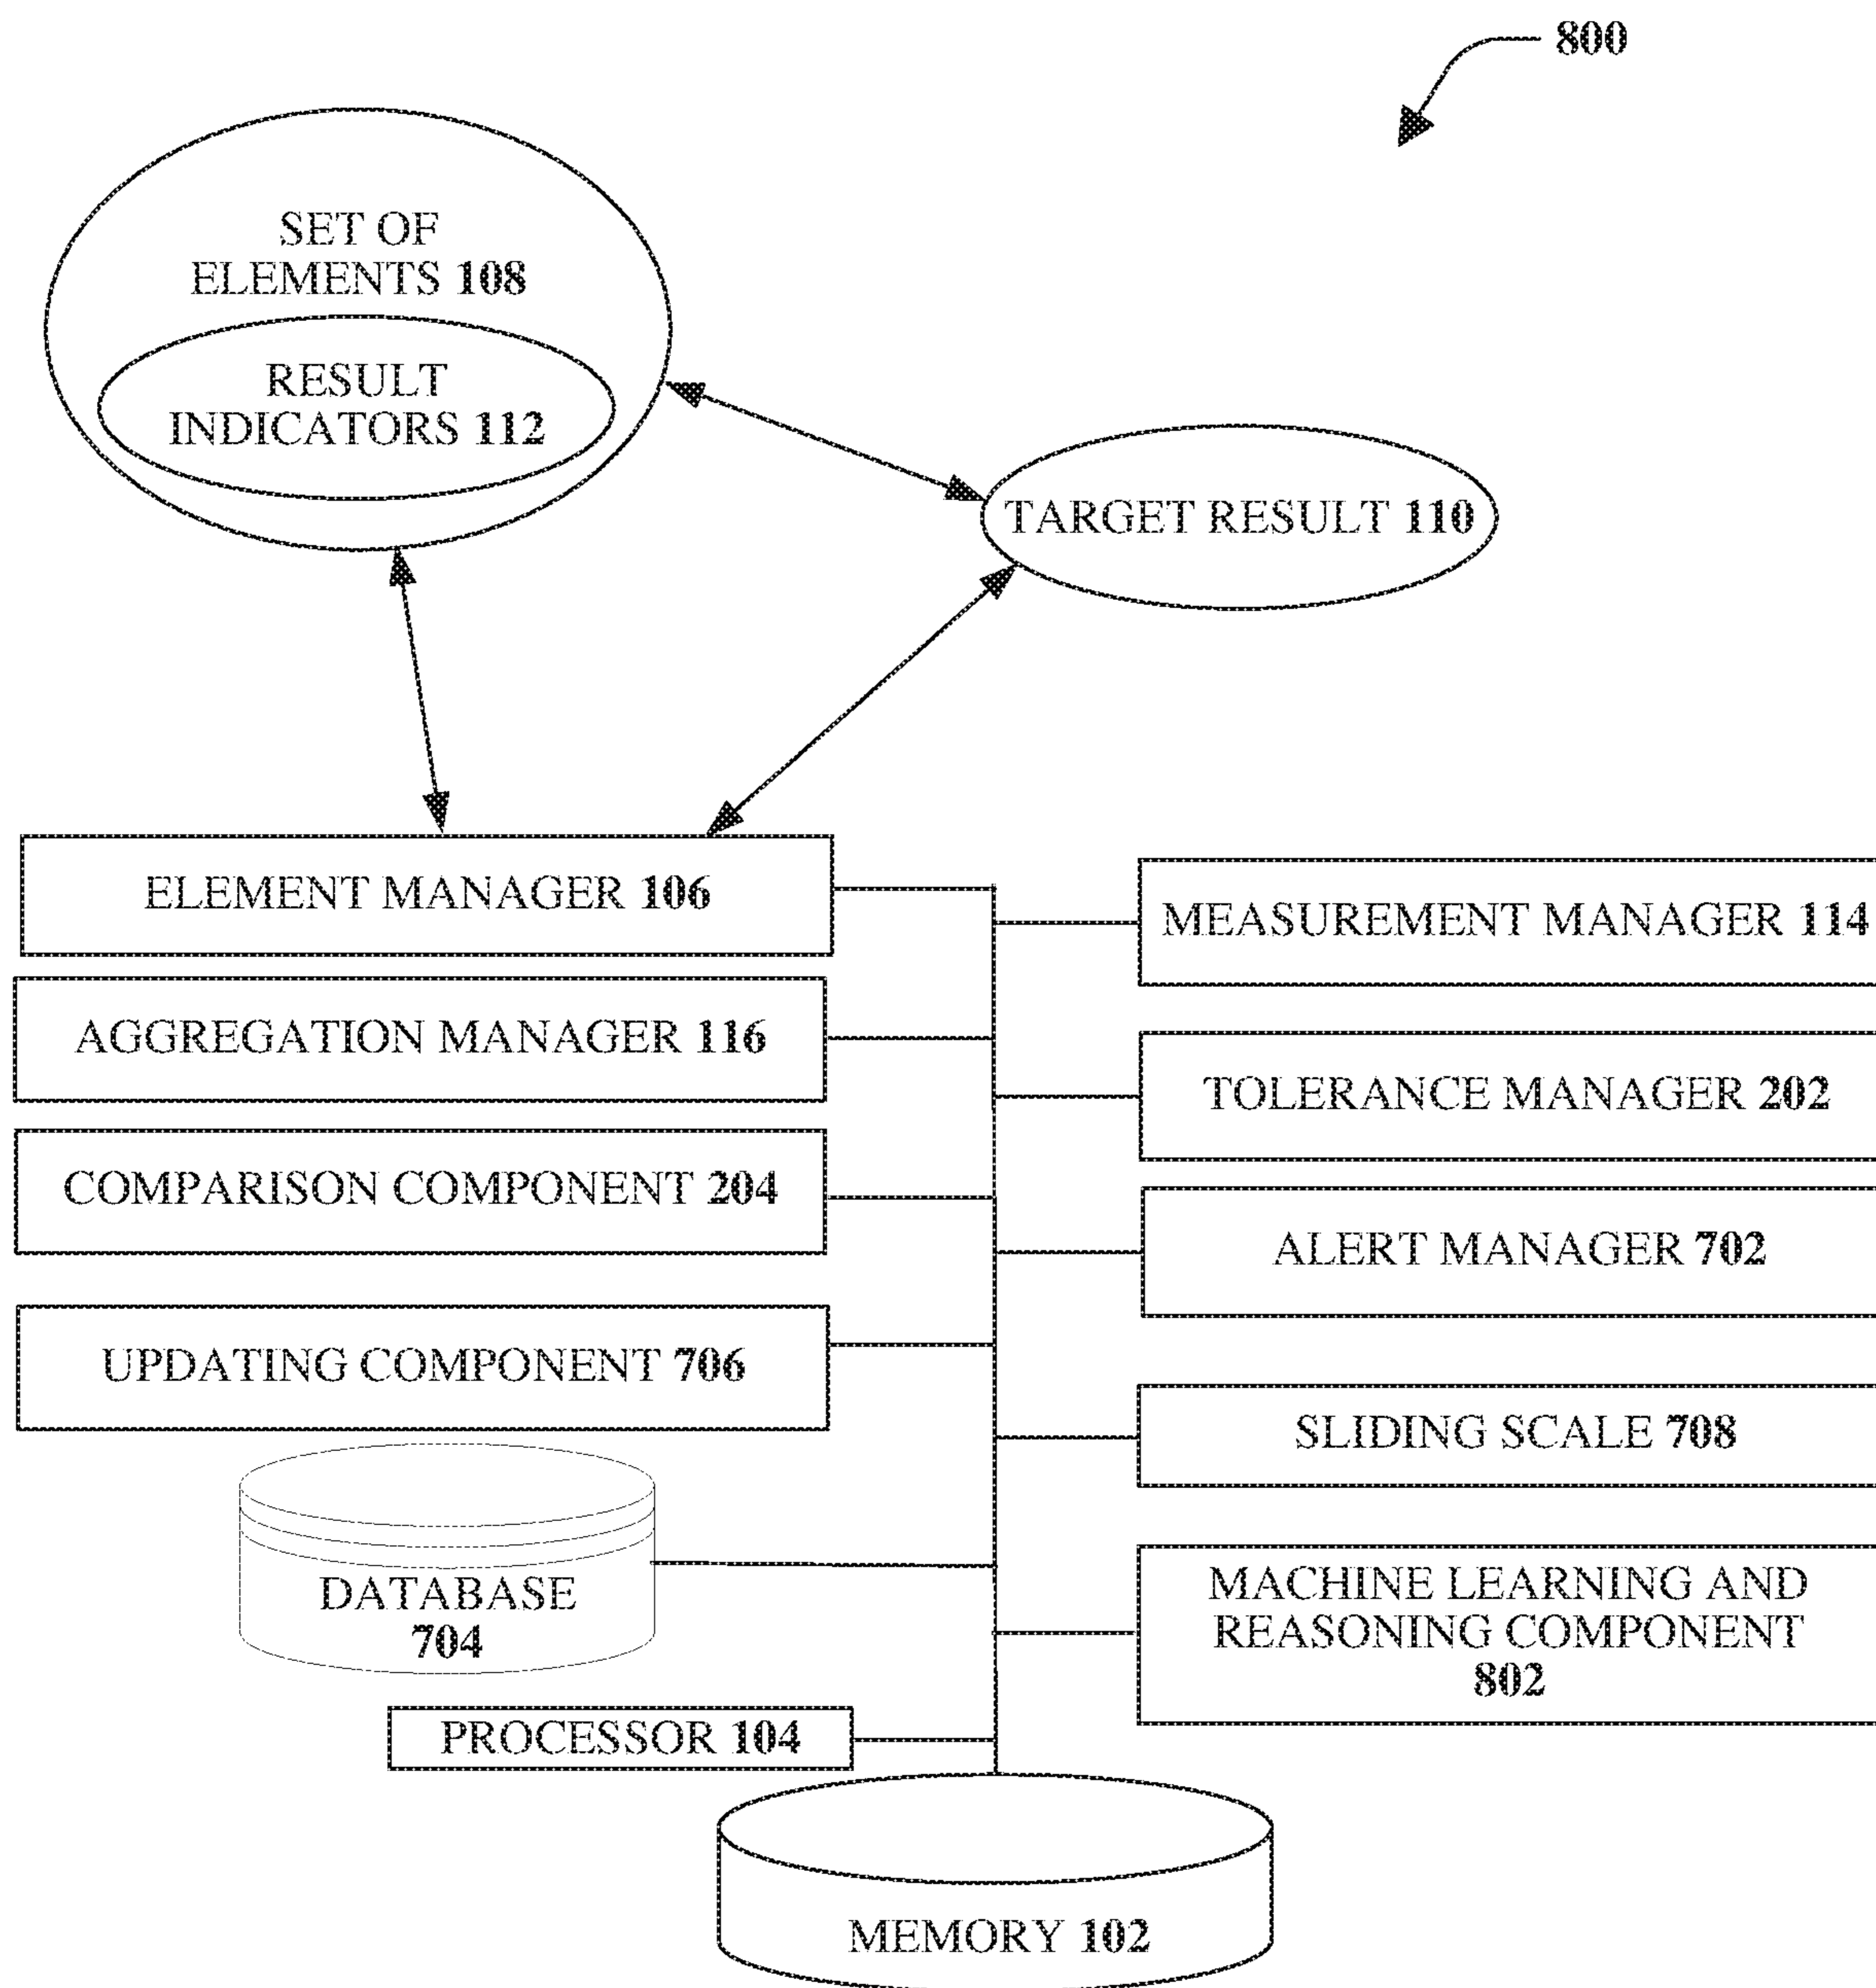 800
SET OF
ELEMENTS 108
RESULT
INDICATORS 112
TARGET RESULT 110
ELEMENT MANAGER 106
MEASUREMENT MANAGER 114
AGGREGATION MANAGER 116
TOLERANCE MANAGER 202
COMPARISON COMPONENT 204
ALERT MANAGER 702
UPDATING COMPONENT 706
SLIDING SCALE 708
DATABASE
704
MACHINE LEARNING AND
REASONING COMPONENT
802
PROCESSOR 104
MEMORY 102